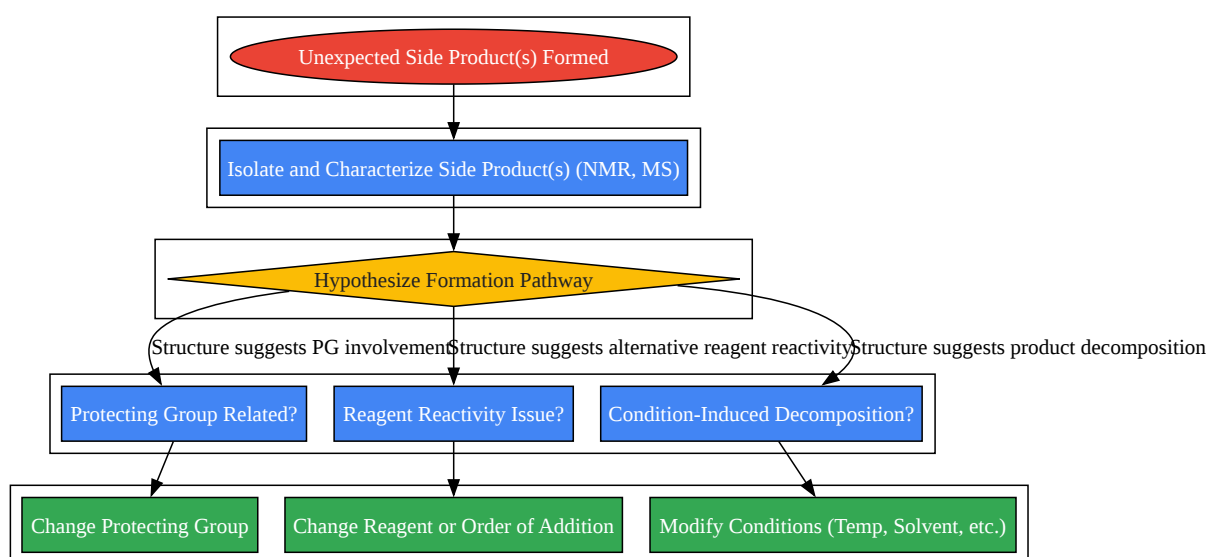 Unexpected Side Product(s) Formed
Isolate and Characterize Side Product(s) (NMR, MS)
Hypothesize Formation Pathway
Structure suggests PG involvement
Structure suggests alternative reagent reactivity
Structure suggests product decomposition
Protecting Group Related?
Reagent Reactivity Issue?
Condition-Induced Decomposition?
Change Protecting Group
Change Reagent or Order of Addition
Modify Conditions (Temp, Solvent, etc.)